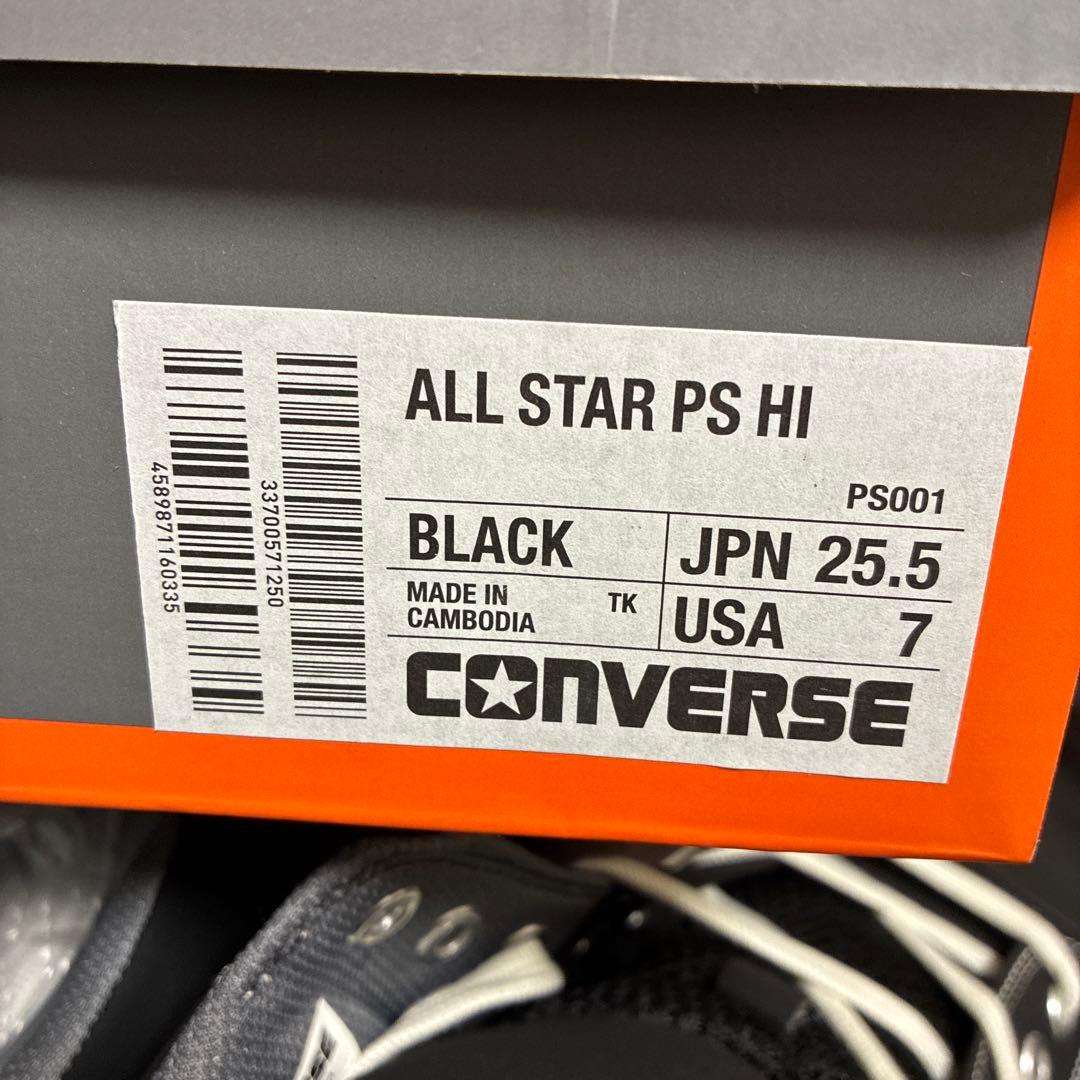 ALL STAR PS HI
PS001
BLACK
JPN 25.5
MADE IN
CAMBODIA
TK
USA 7
CONVERSE
4589871160335
33700571250